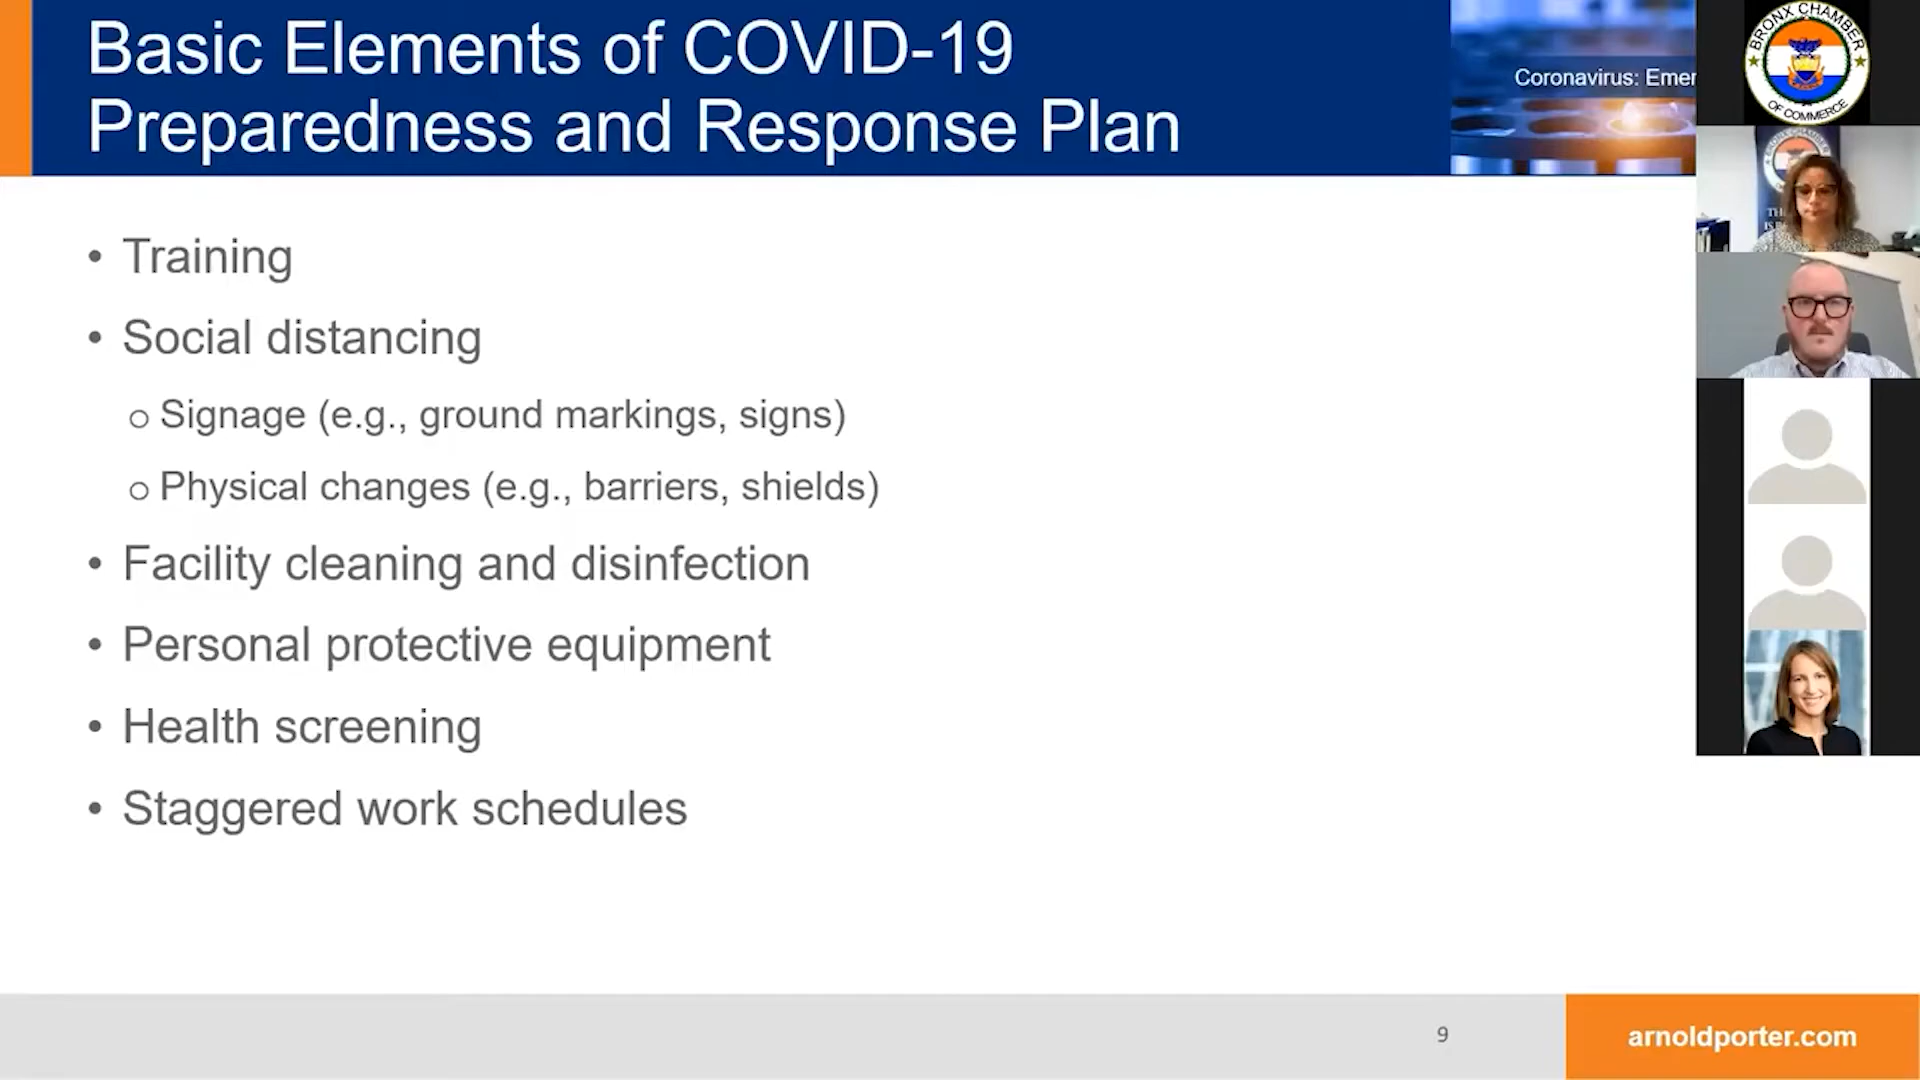 Basic Elements of COVID-19
Preparedness and Response Plan
Coronavirus: Emer
BRONX CHAMBER
OF COMMERCE
• Training
• Social distancing
o Signage (e.g., ground markings, signs)
o Physical changes (e.g., barriers, shields)
• Facility cleaning and disinfection
• Personal protective equipment
• Health screening
• Staggered work schedules
9
arnoldporter.com